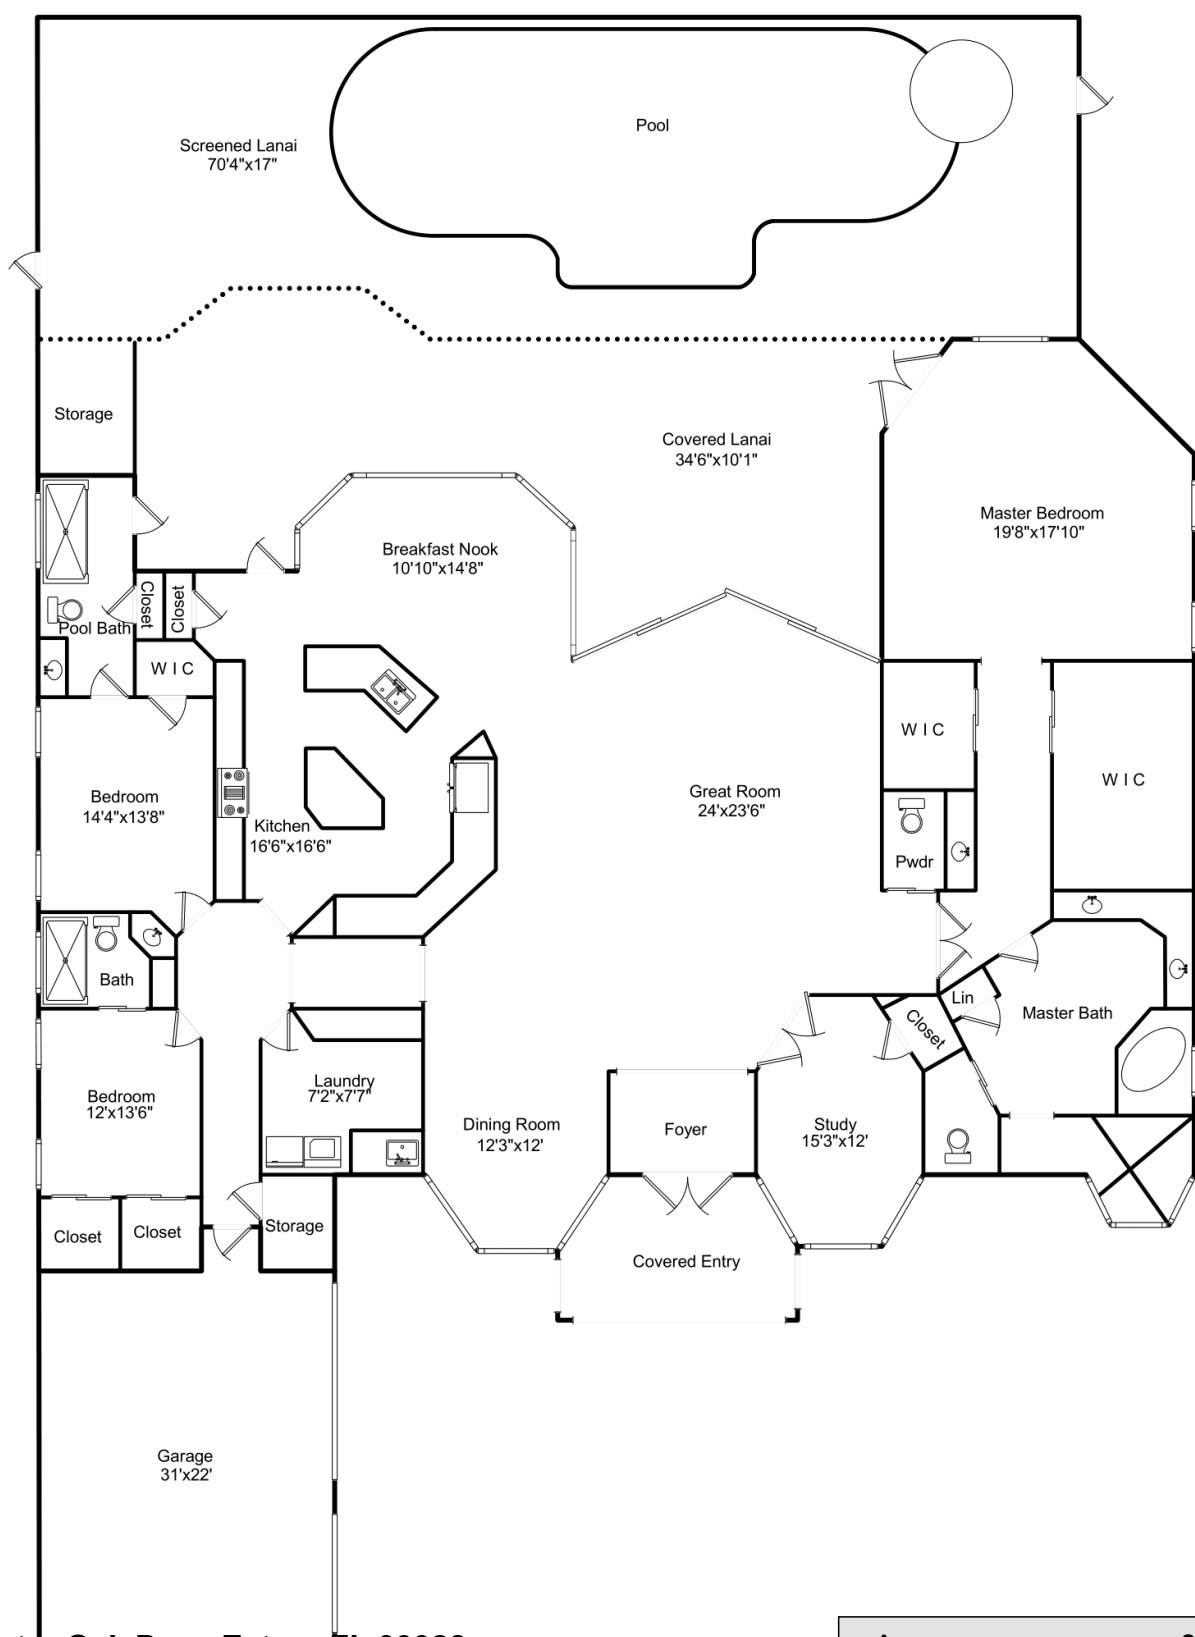 Pool
Screened Lanai
70'4"x17"
Storage
Covered Lanai
34'6"x10'1"
Master Bedroom
19'8"x17'10"
Breakfast Nook
10'10"x14'8"
Closet
Closet
Pool Bath
W I C
W I C
W I C
Bedroom
14'4"x13'8"
Kitchen
16'6"x16'6"
Great Room
24'x23'6"
Pwdr
Bath
Lin
Closet
Master Bath
Bedroom
12'x13'6"
Laundry
7'2"x7'7"
Dining Room
12'3"x12'
Foyer
Study
15'3"x12'
Closet
Closet
Storage
Covered Entry
Garage
31'x22'